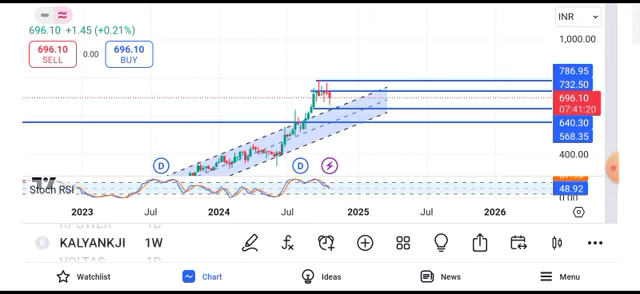 INR
696.10 +1.45 (+0.21%)
1,000.00
696.10
SELL
0.00
696.10
BUY
786.95
732.50
696.10
07:41:20
640.30
568.35
400.00
D
D
Stoch RSI
48.92
0.00
2023
Jul
2024
Jul
2025
Jul
2026
K
KALYANKJI
1W
VOLTAS
1D
Watchlist
Chart
Ideas
News
Menu